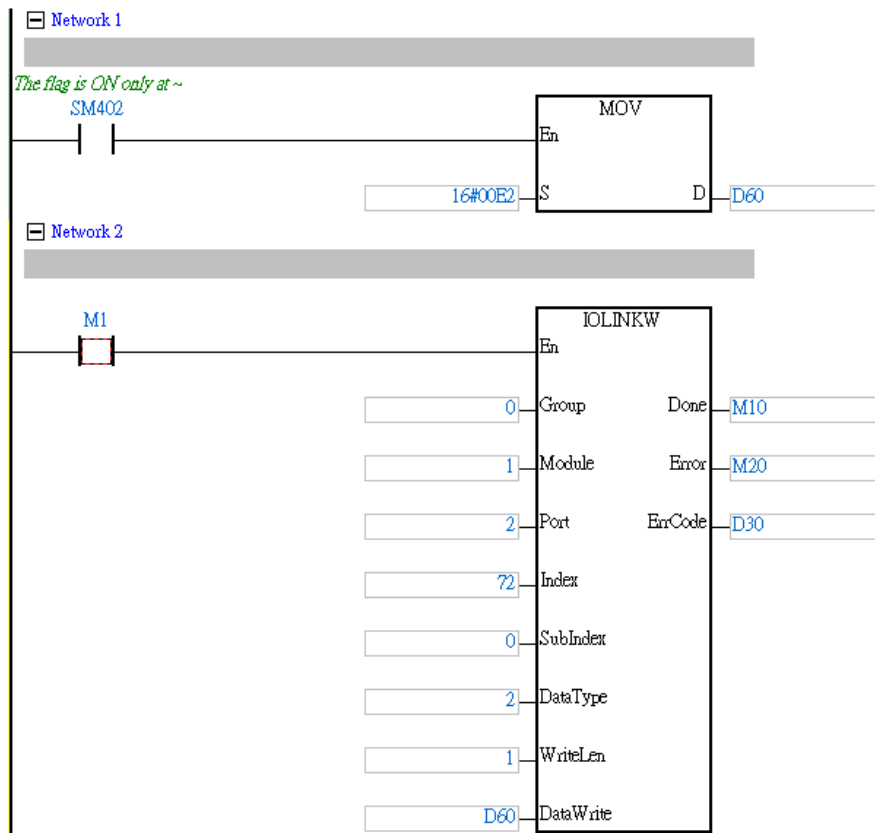 Network 1
The flag is ON only at ~
SM402
MOV
En
16#00E2 S D D60
Network 2
M1
IOLINKW
En
0 Group Done M10
1 Module Error M20
2 Port ErrCode D30
72 Index
0 SubIndex
2 DataType
1 WriteLen
D60 DataWrite